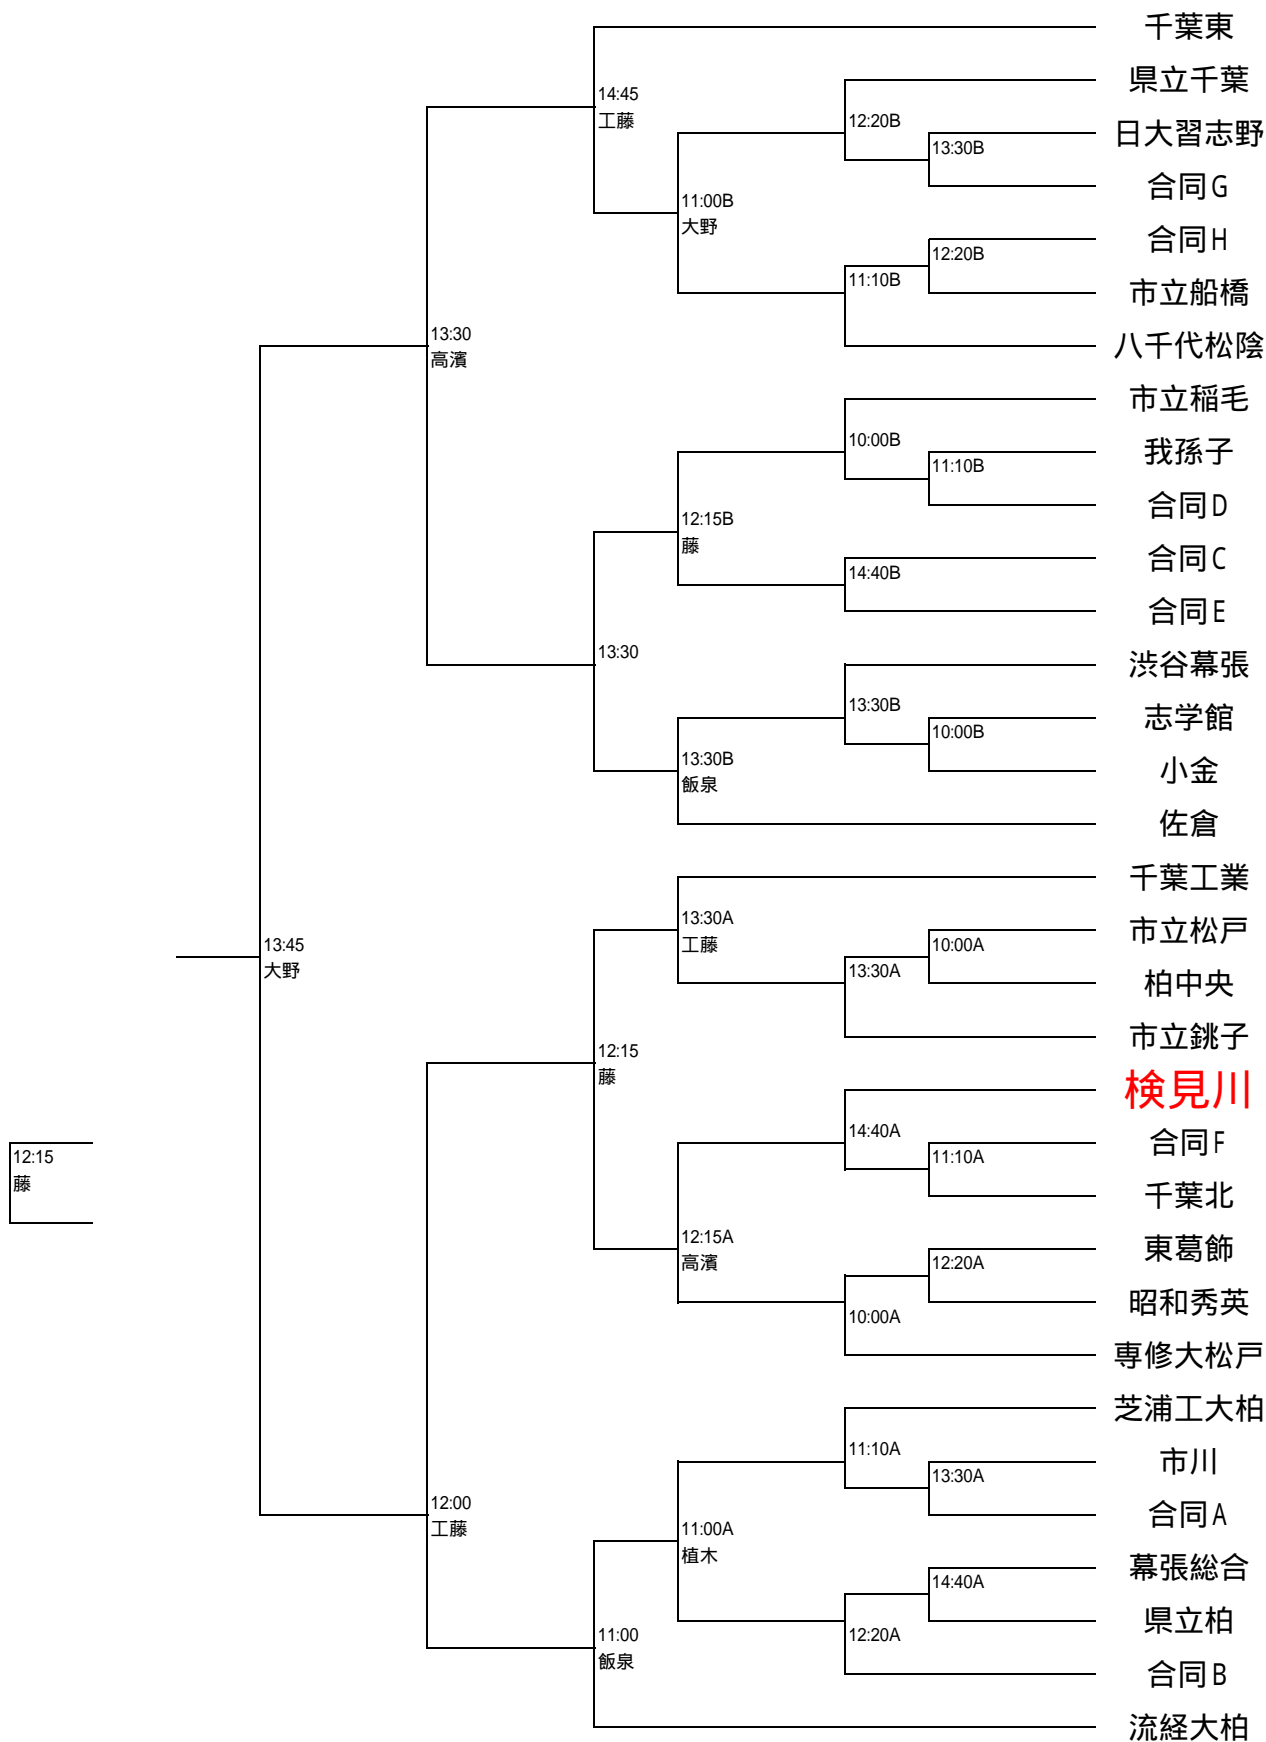 千葉東
14:45
工藤
県立千葉
12:20B
日大習志野
13:30B
合同G
11:00B
大野
合同H
12:20B
11:10B
市立船橋
13:30
高濱
八千代松陰
市立稲毛
10:00B
我孫子
11:10B
合同D
12:15B
藤
合同C
14:40B
合同E
13:30
渋谷幕張
13:30B
志学館
10:00B
13:30B
飯泉
小金
佐倉
千葉工業
13:30A
工藤
市立松戸
10:00A
13:45
大野
13:30A
柏中央
市立銚子
12:15
藤
検見川
14:40A
合同F
11:10A
12:15
藤
千葉北
12:15A
高濱
東葛飾
12:20A
昭和秀英
10:00A
専修大松戸
芝浦工大柏
11:10A
市川
13:30A
12:00
工藤
合同A
11:00A
植木
幕張総合
14:40A
県立柏
12:20A
11:00
飯泉
合同B
流経大柏